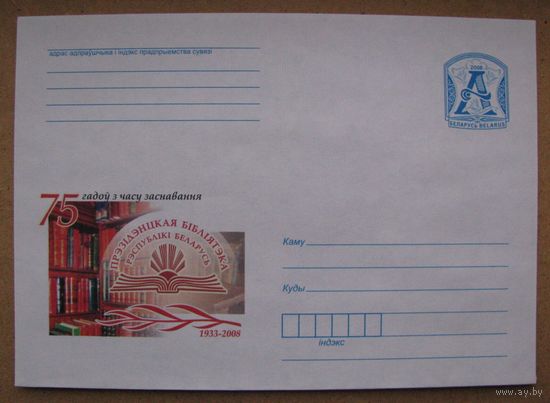 адрас адпраўшчыка і індэкс прадпрыемства сувязі
2008
А
БЕЛАРУСЬ BELARUS
75 гадоў з часу заснавання
ПРЭЗІДЭНЦКАЯ БІБЛІЯТЭКА
РЭСПУБЛІКІ БЕЛАРУСЬ
1933-2008
Каму
Куды
індэкс
www.ay.by